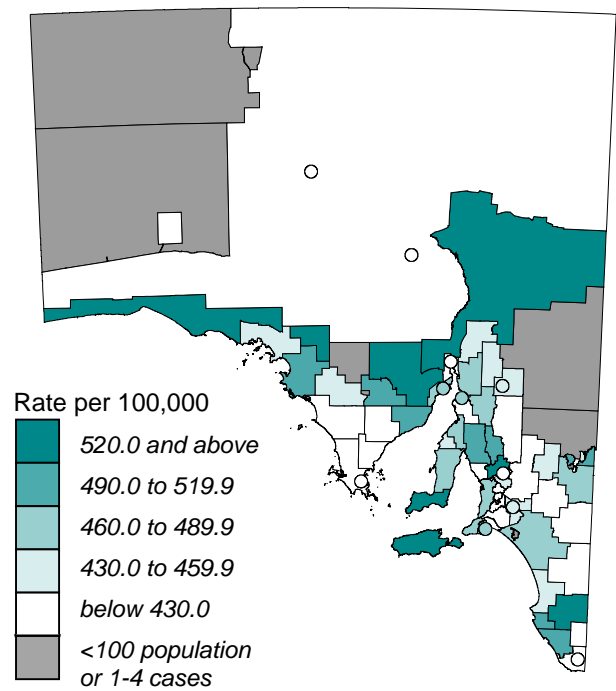 Rate per 100,000
520.0 and above
490.0 to 519.9
460.0 to 489.9
430.0 to 459.9
below 430.0
<100 population
or 1-4 cases